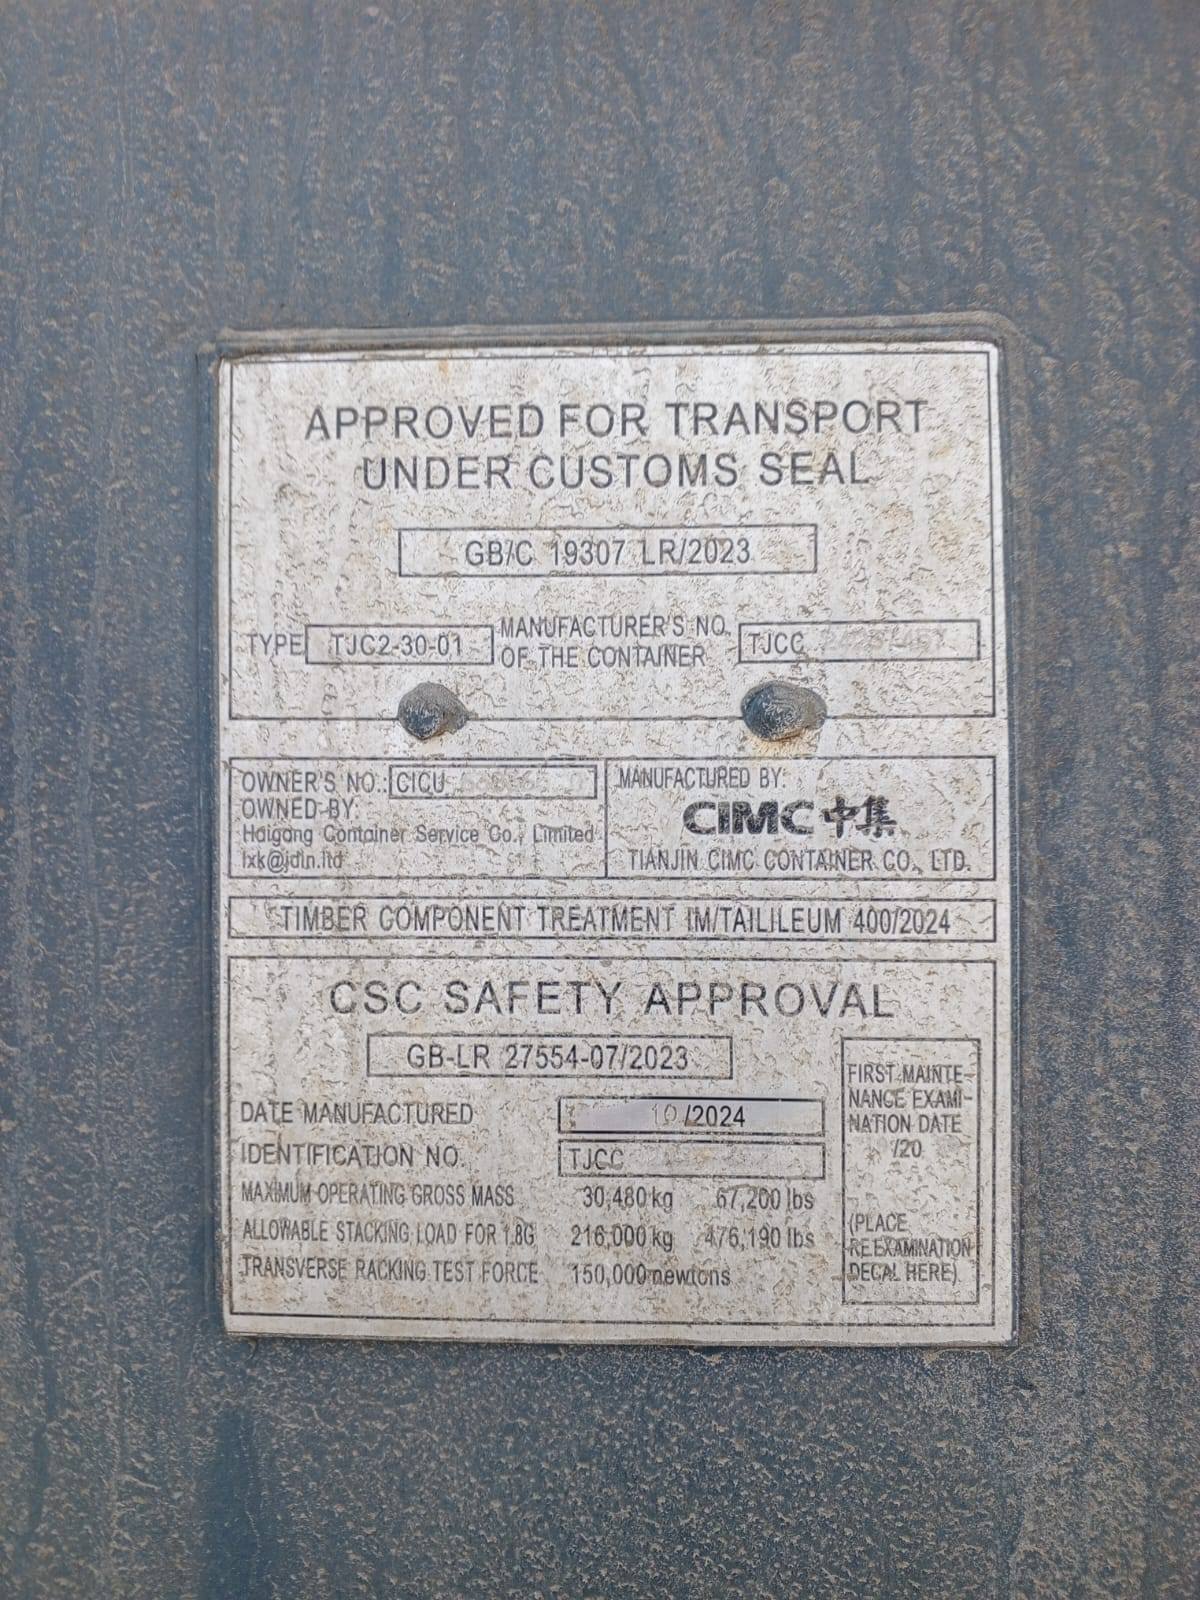 APPROVED FOR TRANSPORT
UNDER CUSTOMS SEAL
GB/C 19307 LR/2023
TYPE TJC2-30-01 MANUFACTURER'S NO. OF THE CONTAINER TJCC
OWNER'S NO.: CICU
OWNED BY:
Haigang Container Service Co., Limited
lxk@jdln.ltd
MANUFACTURED BY:
CIMC 中集
TIANJIN CIMC CONTAINER CO., LTD.
TIMBER COMPONENT TREATMENT IM/TAILILEUM 400/2024
CSC SAFETY APPROVAL
GB-LR 27554-07/2023
DATE MANUFACTURED 10/2024
IDENTIFICATION NO. TJCC
MAXIMUM OPERATING GROSS MASS 30,480 kg 67,200 lbs
ALLOWABLE STACKING LOAD FOR 1.8G 216,000 kg 476,190 lbs
TRANSVERSE RACKING TEST FORCE 150,000 newtons
FIRST MAINTE-
NANCE EXAMI-
NATION DATE
/20
(PLACE
RE EXAMINATION
DECAL HERE)